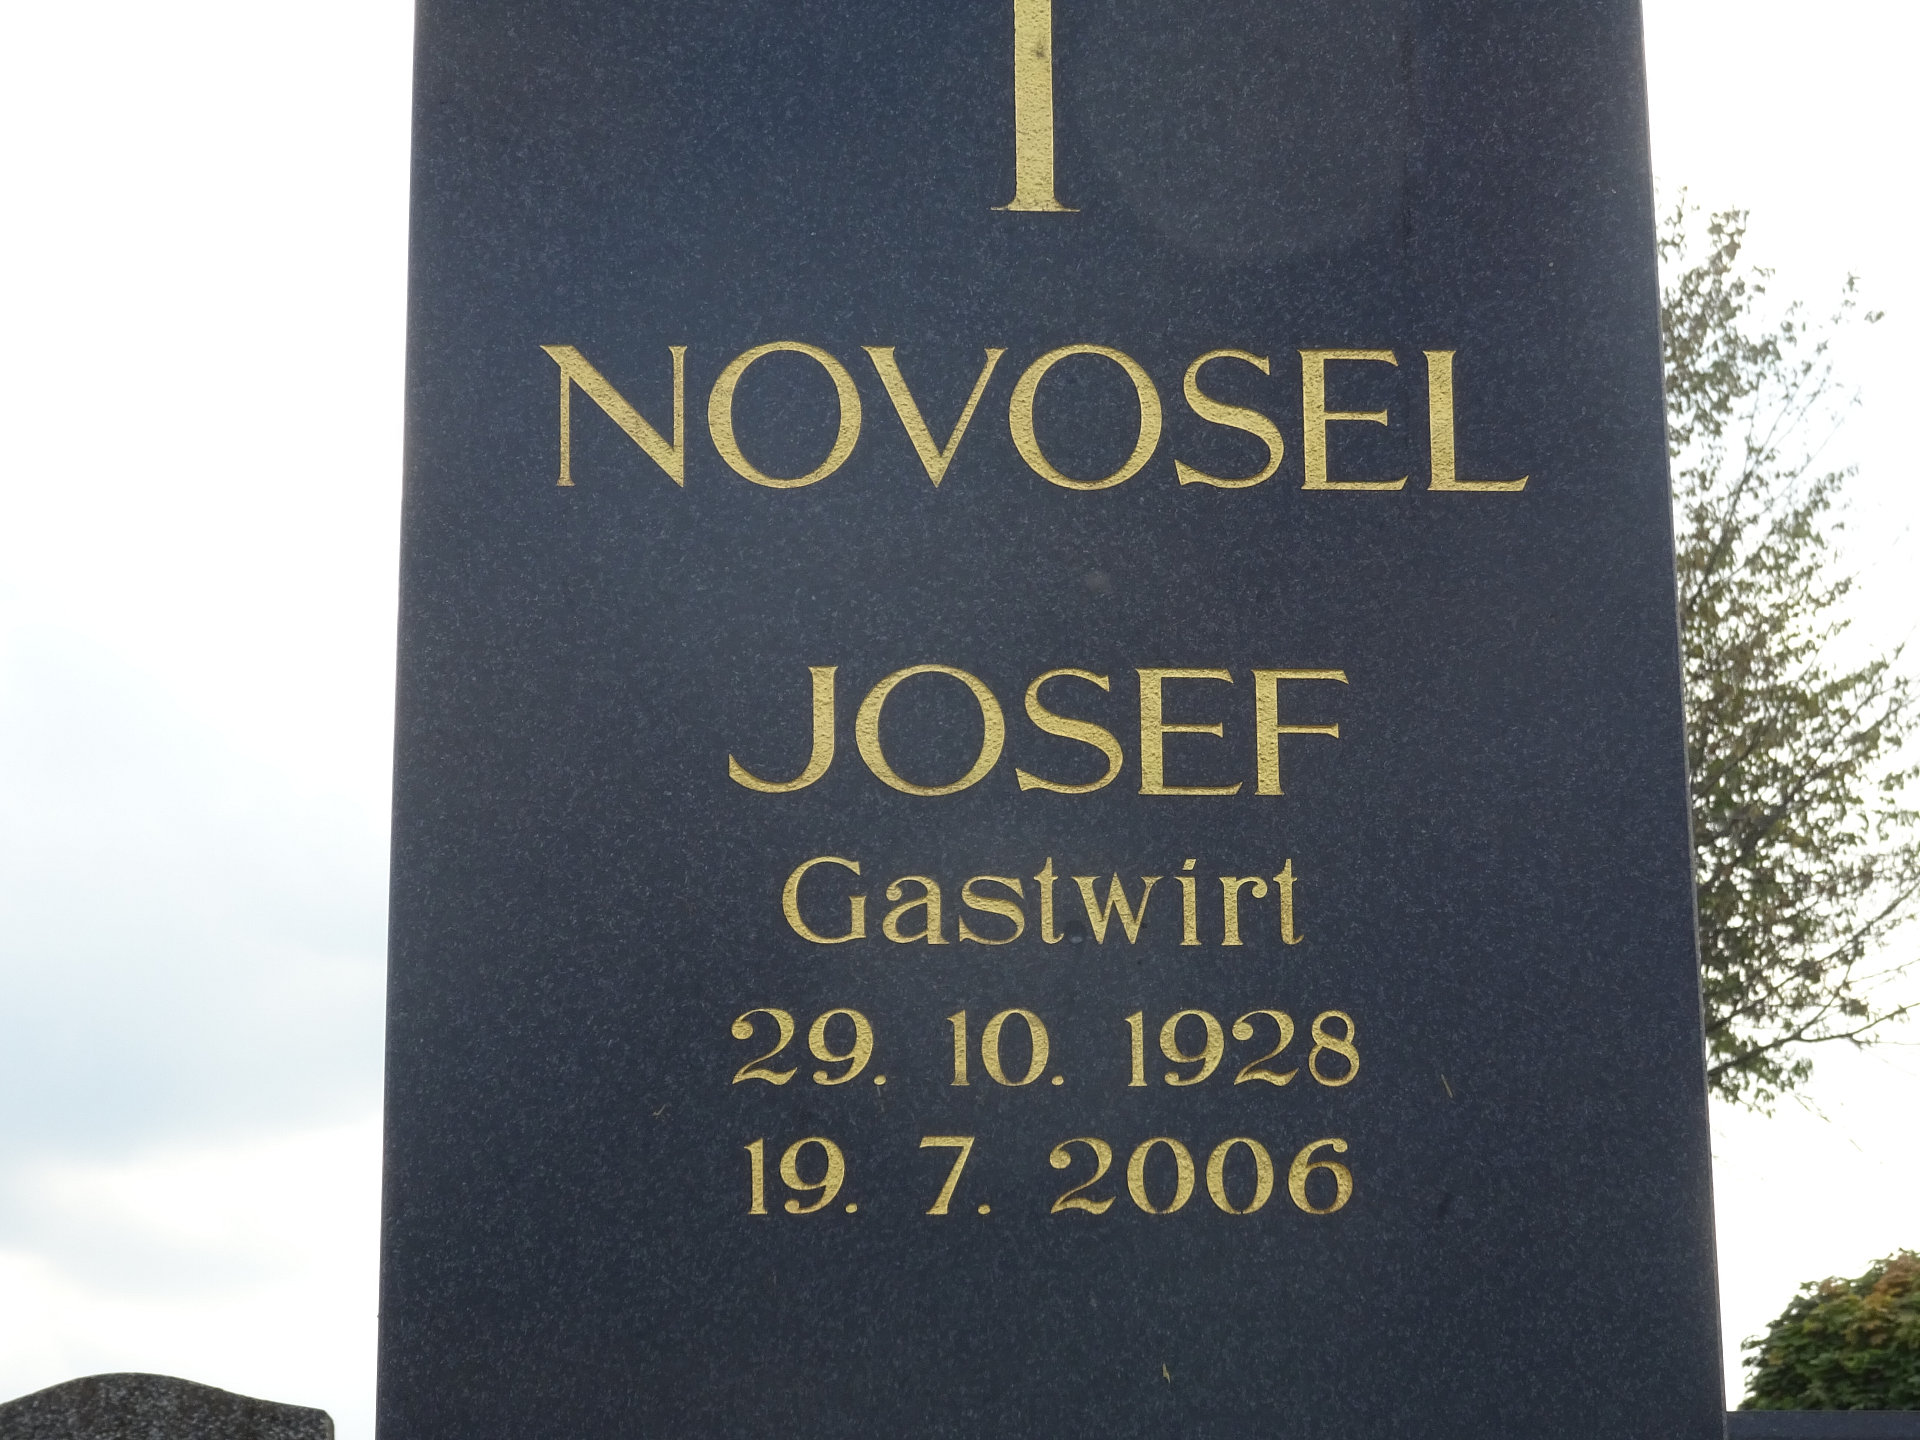 NOVOSEL
JOSEF
Gastwirt
29. 10. 1928
19. 7. 2006